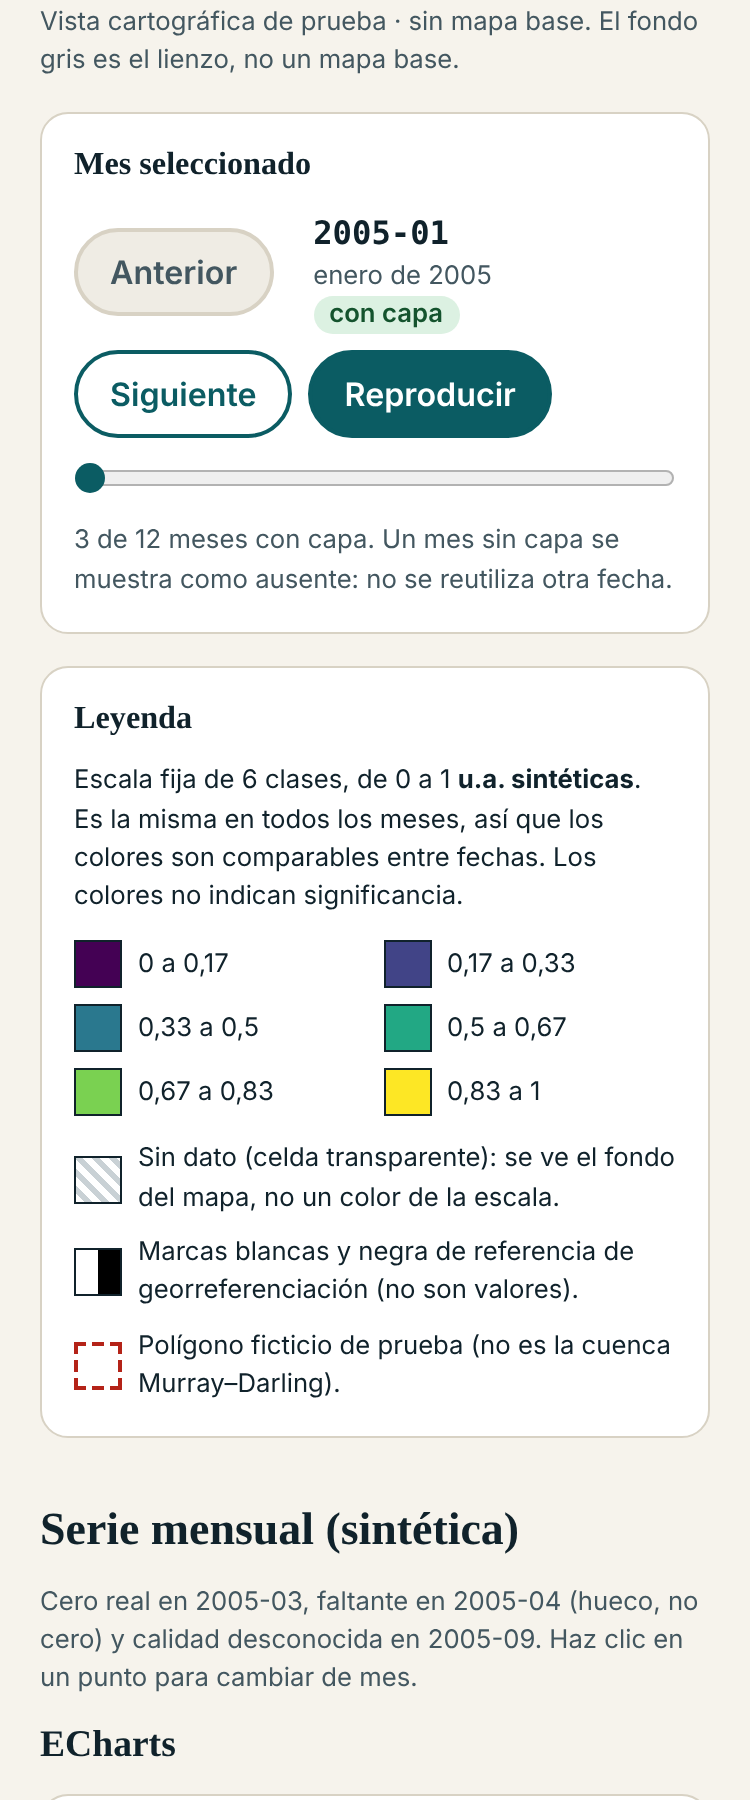 Vista cartográfica de prueba · sin mapa base. El fondo
gris es el lienzo, no un mapa base.
Mes seleccionado
Anterior
2005-01
enero de 2005
con capa
Siguiente
Reproducir
3 de 12 meses con capa. Un mes sin capa se
muestra como ausente: no se reutiliza otra fecha.
Leyenda
Escala fija de 6 clases, de 0 a 1 u.a. sintéticas.
Es la misma en todos los meses, así que los
colores son comparables entre fechas. Los
colores no indican significancia.
0 a 0,17
0,17 a 0,33
0,33 a 0,5
0,5 a 0,67
0,67 a 0,83
0,83 a 1
Sin dato (celda transparente): se ve el fondo
del mapa, no un color de la escala.
Marcas blancas y negra de referencia de
georreferenciación (no son valores).
Polígono ficticio de prueba (no es la cuenca
Murray–Darling).
Serie mensual (sintética)
Cero real en 2005-03, faltante en 2005-04 (hueco, no
cero) y calidad desconocida en 2005-09. Haz clic en
un punto para cambiar de mes.
ECharts